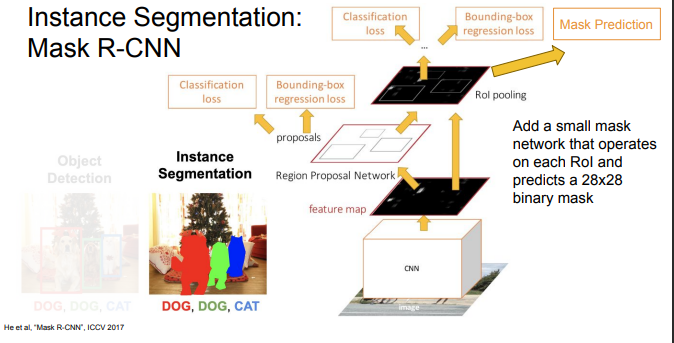 Instance Segmentation:
Mask R-CNN
Classification
loss
Bounding-box
regression loss
Mask Prediction
...
Classification
loss
Bounding-box
regression loss
RoI pooling
proposals
Add a small mask
network that operates
on each RoI and
predicts a 28x28
binary mask
Object
Detection
Instance
Segmentation
Region Proposal Network
feature map
CNN
image
DOG, DOG, CAT
DOG, DOG, CAT
He et al, "Mask R-CNN", ICCV 2017